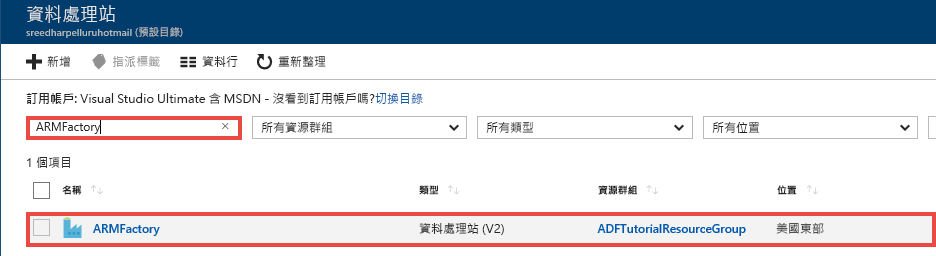 資料處理站
sreedharpelluruhotmail (預設目錄)
新增 指派標籤 資料行 重新整理
訂用帳戶: Visual Studio Ultimate 含 MSDN - 沒看到訂用帳戶嗎?切換目錄
ARMFactory × 所有資源群組 所有類型 所有位置
1 個項目
名稱 類型 資源群組 位置
ARMFactory 資料處理站 (V2) ADFTutorialResourceGroup 美國東部